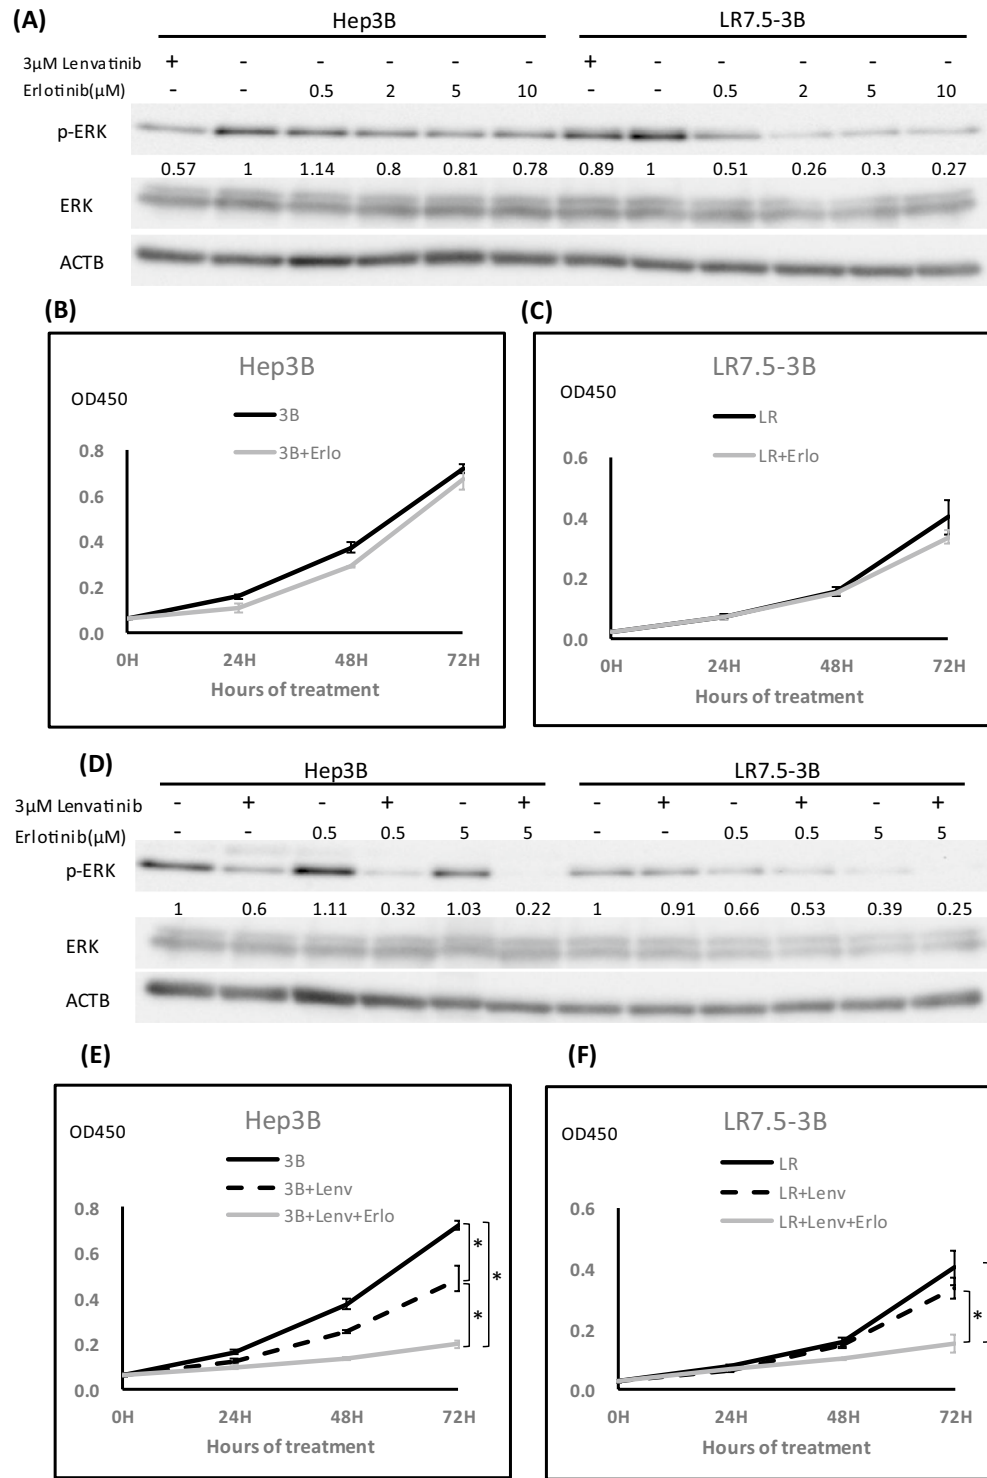 (A)
Hep3B LR7.5-3B
3μM Lenvatinib + - - - - - + - - - - -
Erlotinib(μM) - - 0.5 2 5 10 - - 0.5 2 5 10
p-ERK
0.57 1 1.14 0.8 0.81 0.78 0.89 1 0.51 0.26 0.3 0.27
ERK
ACTB
(B)
Hep3B
OD450
3B
3B+Erlo
0.8
0.6
0.4
0.2
0.0
0H 24H 48H 72H
Hours of treatment
(C)
LR7.5-3B
OD450
LR
LR+Erlo
0.6
0.4
0.2
0.0
0H 24H 48H 72H
Hours of treatment
(D)
Hep3B LR7.5-3B
3μM Lenvatinib - + - + - + - + - + - +
Erlotinib(μM) - - 0.5 0.5 5 5 - - 0.5 0.5 5 5
p-ERK
1 0.6 1.11 0.32 1.03 0.22 1 0.91 0.66 0.53 0.39 0.25
ERK
ACTB
(E)
Hep3B
OD450
3B
3B+Lenv
3B+Lenv+Erlo
0.8
0.6
0.4
0.2
0.0
* * *
0H 24H 48H 72H
Hours of treatment
(F)
LR7.5-3B
OD450
LR
LR+Lenv
LR+Lenv+Erlo
0.6
0.4
0.2
0.0
*
0H 24H 48H 72H
Hours of treatment